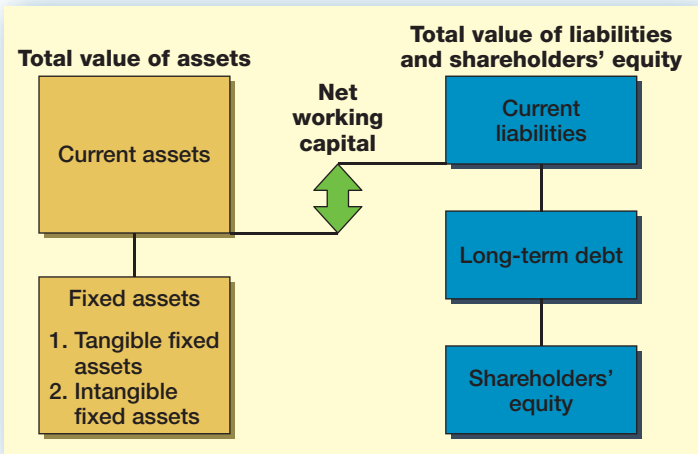 Total value of assets
Current assets
Fixed assets
1. Tangible fixed
assets
2. Intangible
fixed assets
Net
working
capital
Total value of liabilities
and shareholders’ equity
Current
liabilities
Long-term debt
Shareholders’
equity